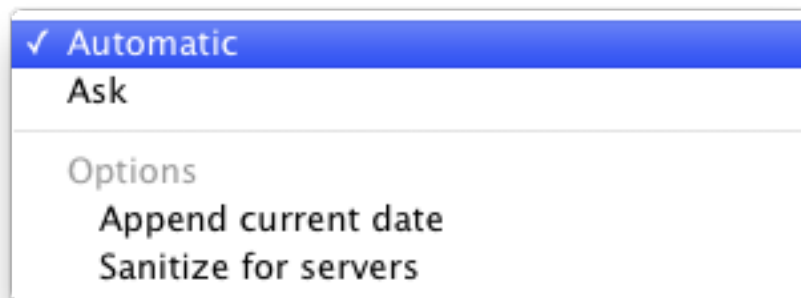 ✓ Automatic
Ask
Options
Append current date
Sanitize for servers